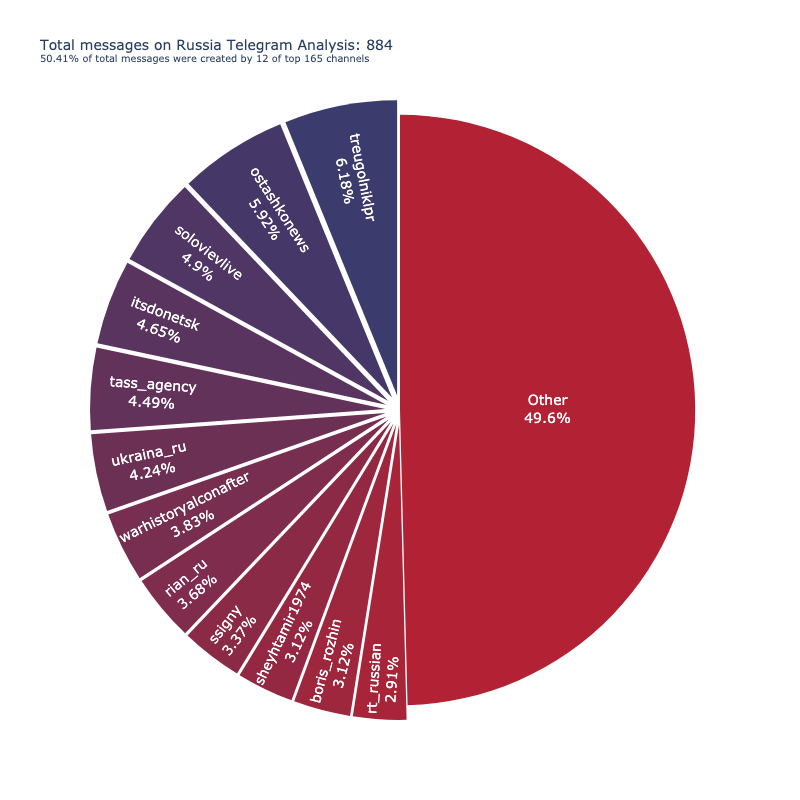 Total messages on Russia Telegram Analysis: 884
50.41% of total messages were created by 12 of top 165 channels
treugolniklpr
6.18%
ostashkonews
5.92%
solovievlive
4.9%
itsdonetsk
4.65%
tass_agency
4.49%
ukraina_ru
4.24%
warhistoryalconafter
3.83%
rian_ru
3.68%
ssigny
3.37%
sheyhtamir1974
3.12%
boris_rozhin
3.12%
rt_russian
2.91%
Other
49.6%